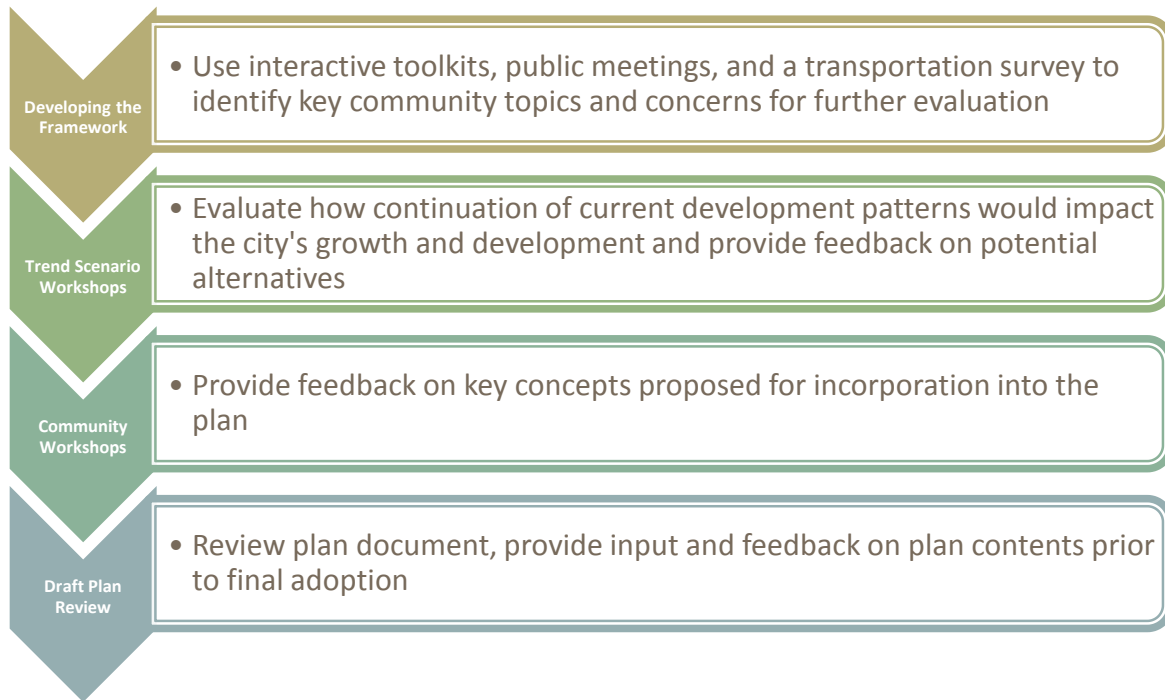 Developing the
Framework
• Use interactive toolkits, public meetings, and a transportation survey to
identify key community topics and concerns for further evaluation
Trend Scenario
Workshops
• Evaluate how continuation of current development patterns would impact
the city's growth and development and provide feedback on potential
alternatives
Community
Workshops
• Provide feedback on key concepts proposed for incorporation into the
plan
Draft Plan
Review
• Review plan document, provide input and feedback on plan contents prior
to final adoption